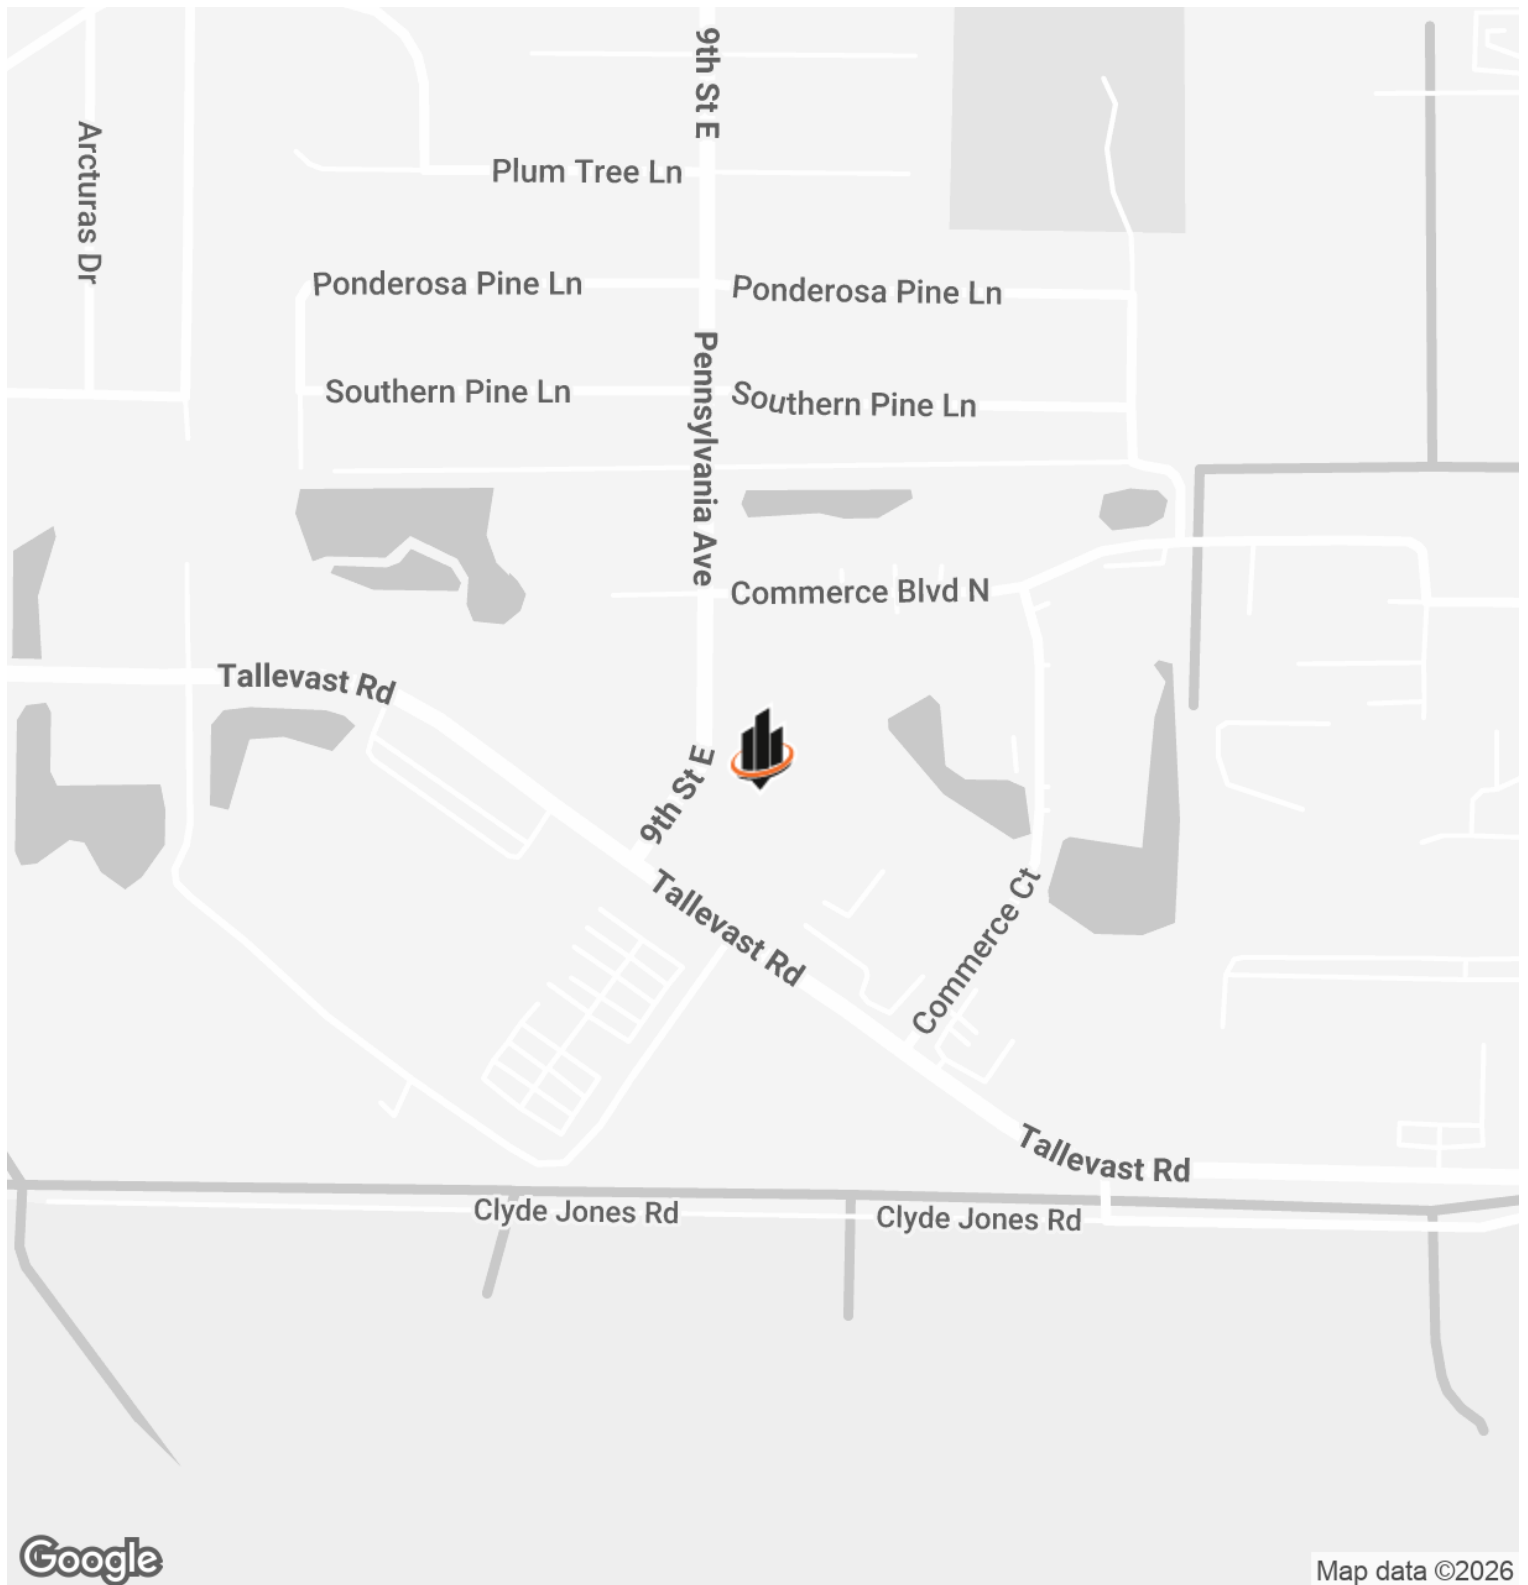 9th St E
Arcturas Dr
Plum Tree Ln
Ponderosa Pine Ln
Ponderosa Pine Ln
Pennsylvania Ave
Southern Pine Ln
Southern Pine Ln
Commerce Blvd N
Tallevast Rd
9th St E
Tallevast Rd
Commerce Ct
Tallevast Rd
Clyde Jones Rd
Clyde Jones Rd
Google
Map data ©2026